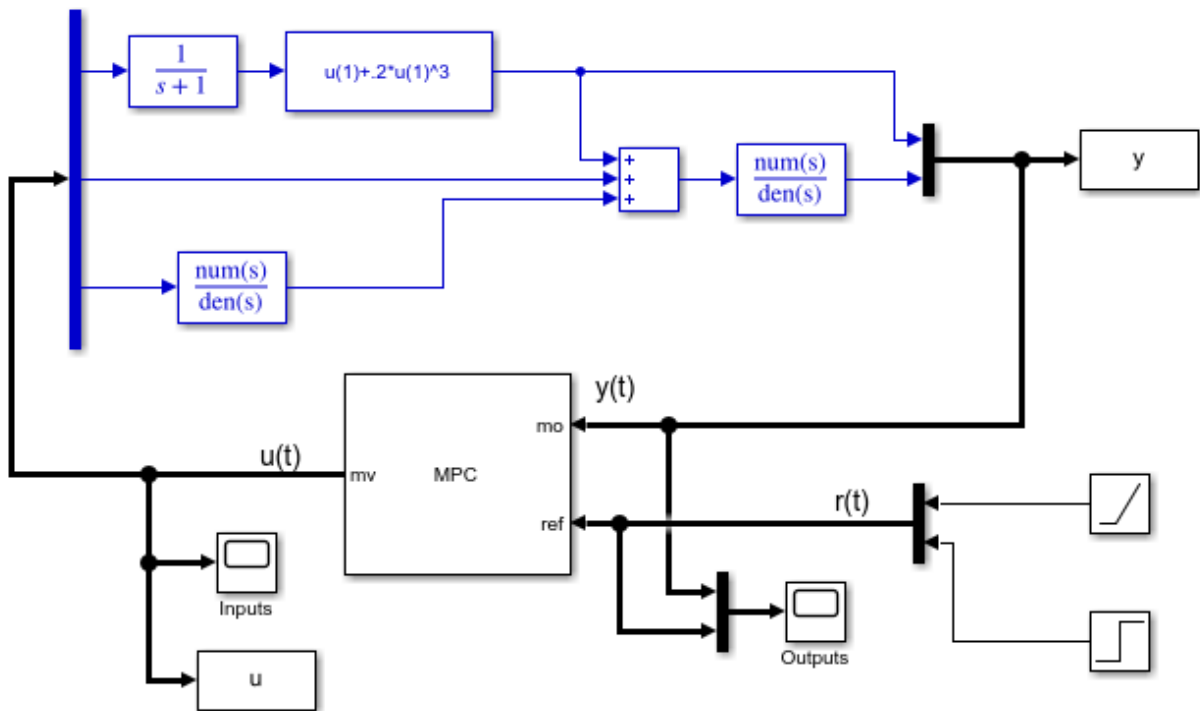 1
s + 1
u(1)+.2*u(1)^3
+
+
+
num(s)
den(s)
y
num(s)
den(s)
y(t)
mo
u(t)
mv
MPC
r(t)
ref
Inputs
Outputs
u